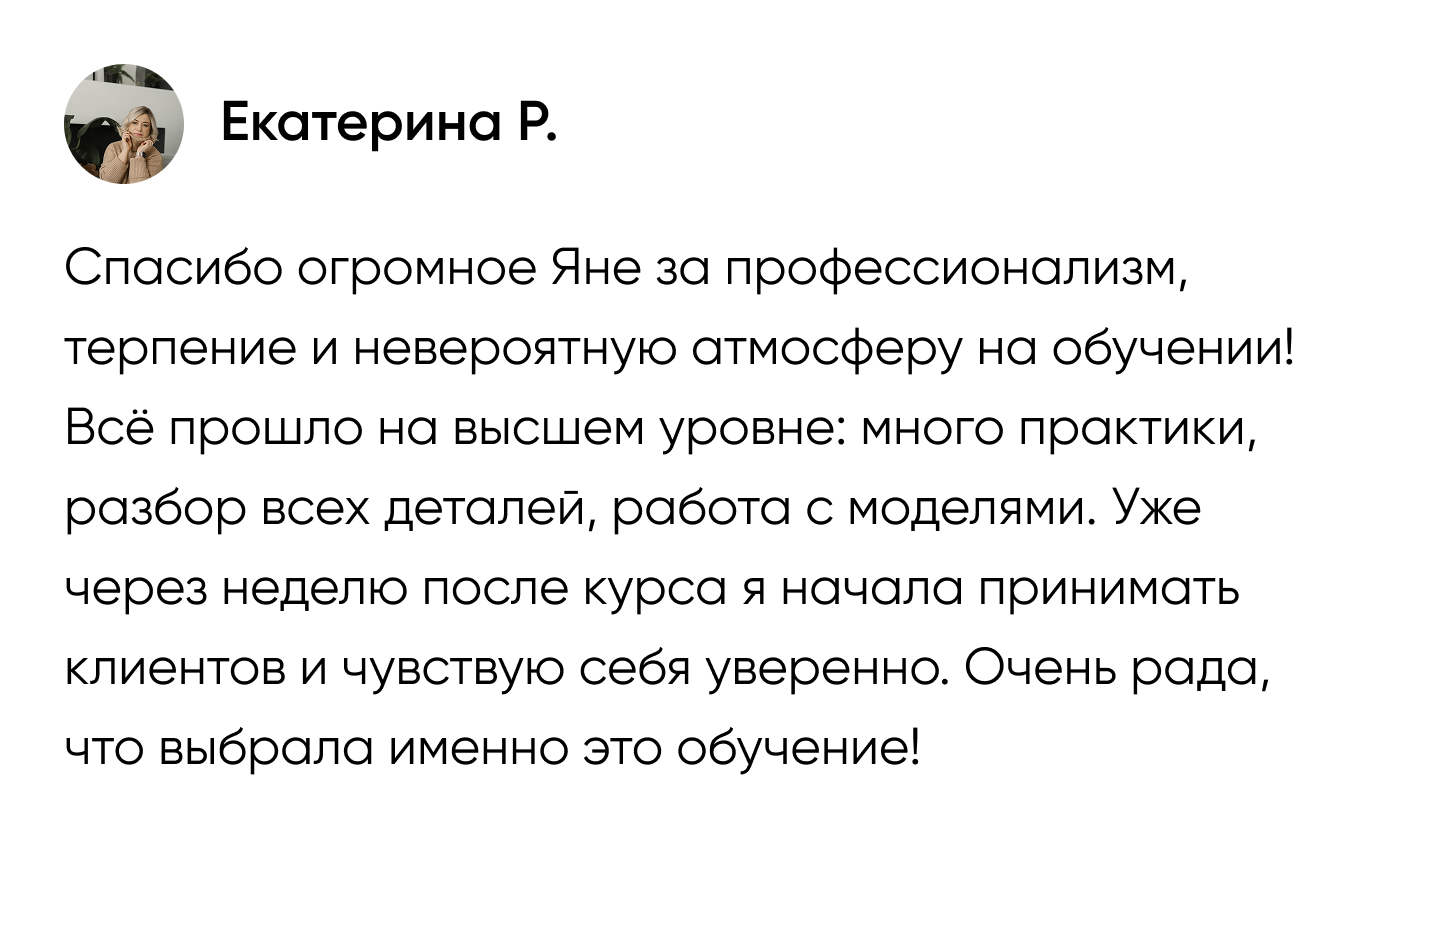 Екатерина Р.
Спасибо огромное Яне за профессионализм,
терпение и невероятную атмосферу на обучении!
Всё прошло на высшем уровне: много практики,
разбор всех деталей, работа с моделями. Уже
через неделю после курса я начала принимать
клиентов и чувствую себя уверенно. Очень рада,
что выбрала именно это обучение!